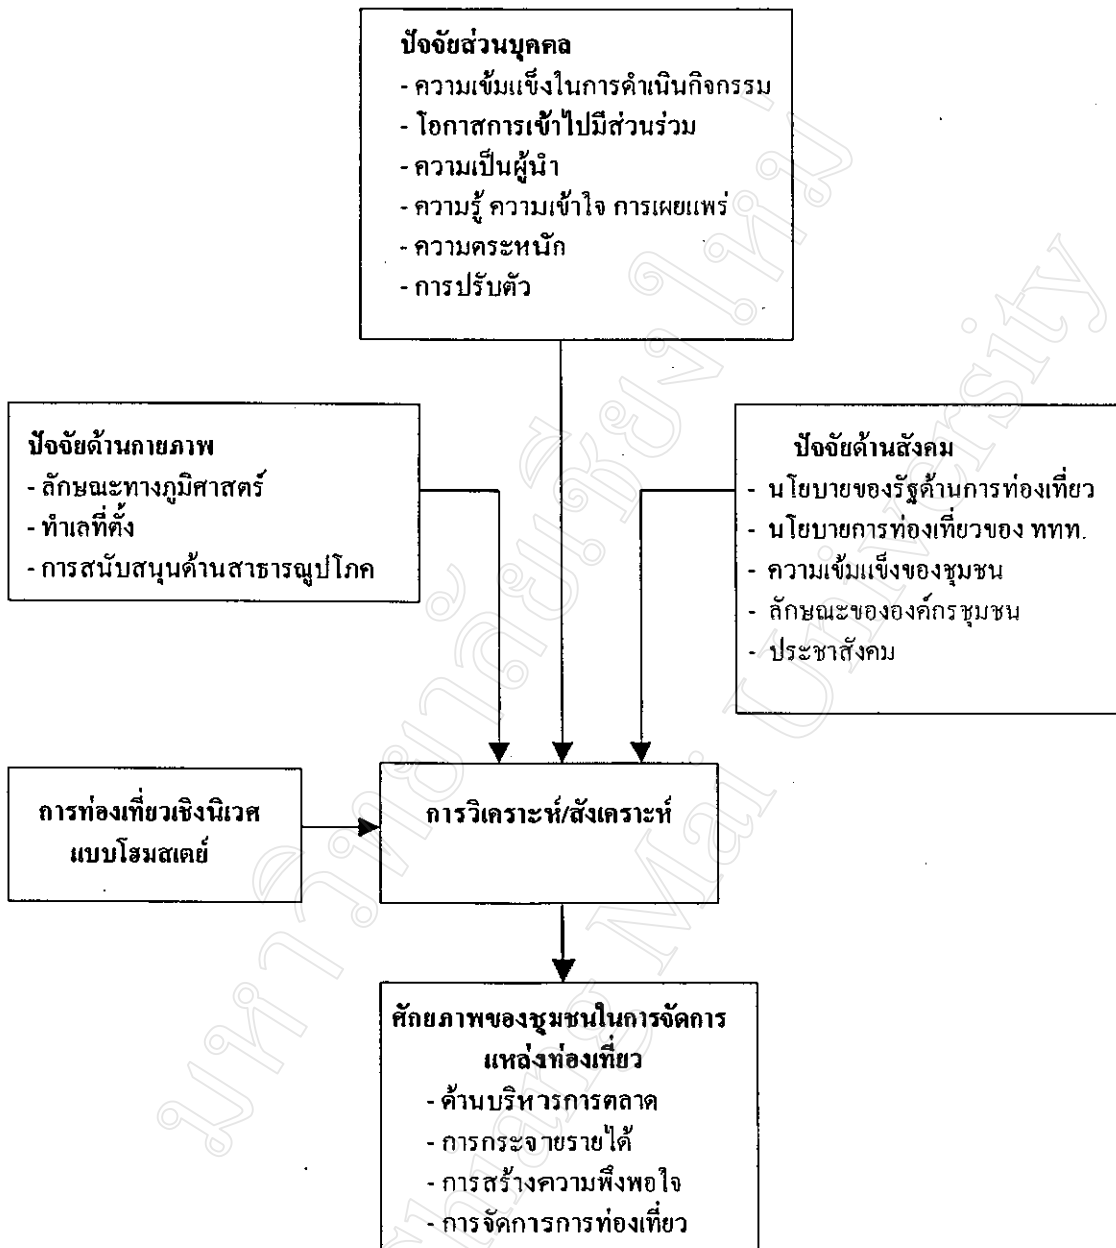 ปัจจัยส่วนบุคคล
- ความเข้มแข็งในการดำเนินกิจกรรม
- โอกาสการเข้าไปมีส่วนร่วม
- ความเป็นผู้นำ
- ความรู้ ความเข้าใจ การเผยแพร่
- ความตระหนัก
- การปรับตัว
ปัจจัยด้านกายภาพ
- ลักษณะทางภูมิศาสตร์
- ทำเลที่ตั้ง
- การสนับสนุนด้านสาธารณูปโภค
ปัจจัยด้านสังคม
- นโยบายของรัฐด้านการท่องเที่ยว
- นโยบายการท่องเที่ยวของ ททท.
- ความเข้มแข็งของชุมชน
- ลักษณะขององค์กรชุมชน
- ประชาสังคม
การท่องเที่ยวเชิงนิเวศ
แบบโฮมสเตย์
การวิเคราะห์/สังเคราะห์
ศักยภาพของชุมชนในการจัดการ
แหล่งท่องเที่ยว
- ด้านบริหารการตลาด
- การกระจายรายได้
- การสร้างความพึงพอใจ
- การจัดการการท่องเที่ยว
มหาวิทยาลัยเชียงใหม่
Chiang Mai University